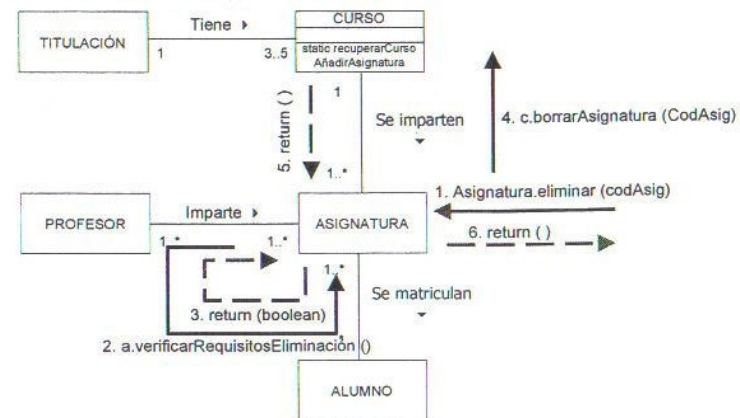 CURSO
Tiene
TITULACIÓN
1
3..5
static recuperarCurso
AñadirAsignatura
5. return ( )
1
Se imparten
4. c.borrarAsignatura (CodAsig)
1..*
1. Asignatura.eliminar (codAsig)
PROFESOR
Imparte
ASIGNATURA
6. return ( )
1..*
1..*
1..*
Se matriculan
3. return (boolean)
2. a.verificarRequisitosEliminación ()
ALUMNO